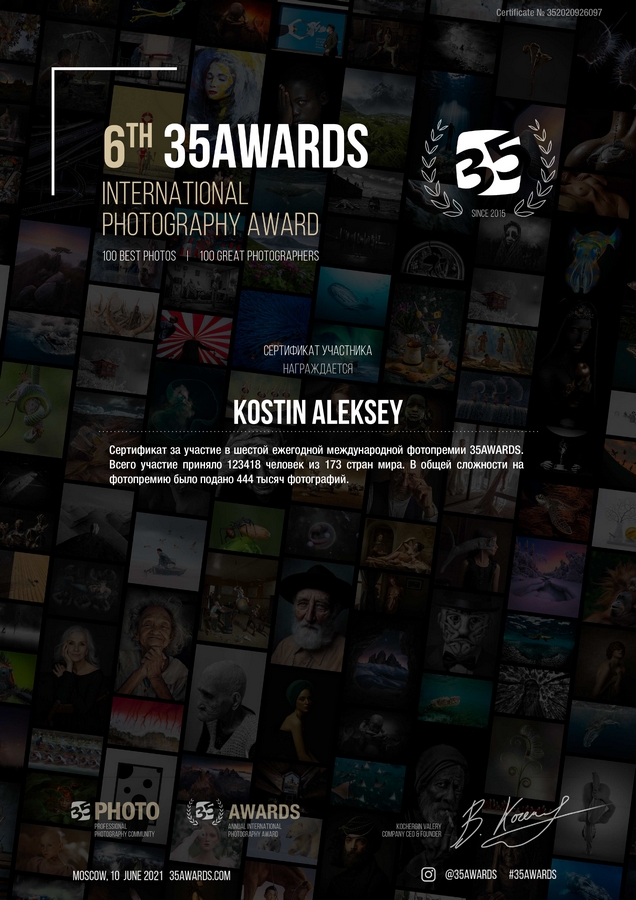 Certificate № 352020926097
6TH 35AWARDS
INTERNATIONAL
PHOTOGRAPHY AWARD
100 BEST PHOTOS | 100 GREAT PHOTOGRAPHERS
35
SINCE 2015
СЕРТИФИКАТ УЧАСТНИКА
НАГРАЖДАЕТСЯ
KOSTIN ALEKSEY
Сертификат за участие в шестой ежегодной международной фотопремии 35AWARDS.
Всего участие приняло 123418 человек из 173 стран мира. В общей сложности на
фотопремию было подано 444 тысяч фотографий.
35 PHOTO
PROFESSIONAL
PHOTOGRAPHY COMMUNITY
35 AWARDS
ANNUAL INTERNATIONAL
PHOTOGRAPHY AWARD
KOCHERGIN VALERY
COMPANY CEO & FOUNDER
MOSCOW, 10 JUNE 2021 35AWARDS.COM
@35AWARDS #35AWARDS